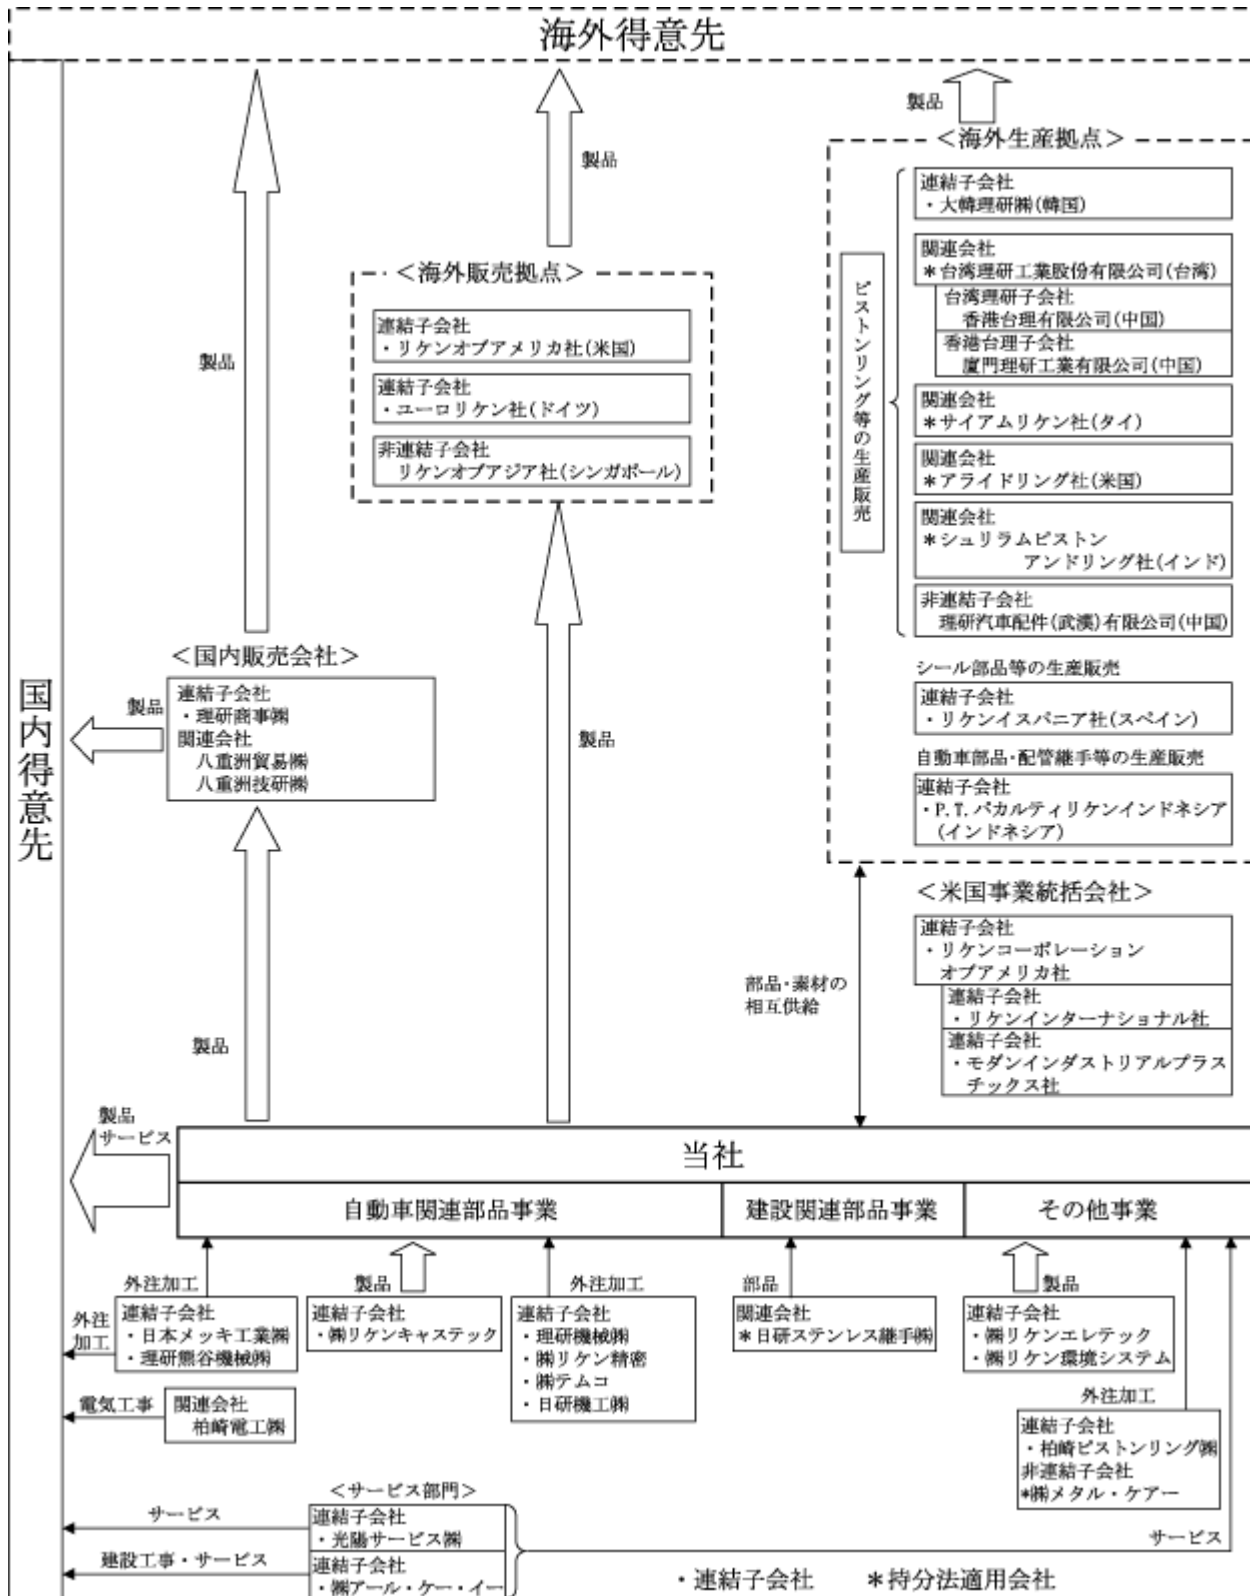 海外得意先
製品
＜海外生産拠点＞
連結子会社
・大韓理研㈱(韓国)
関連会社
＊台湾理研工業股份有限公司(台湾)
台湾理研子会社
香港台理有限公司(中国)
香港台理子会社
廈門理研工業有限公司(中国)
関連会社
＊サイアムリケン社(タイ)
関連会社
＊アライドリング社(米国)
関連会社
＊シュリラムピストン
アンドリング社(インド)
非連結子会社
理研汽車配件(武漢)有限公司(中国)
ピストンリング等の生産販売
シール部品等の生産販売
連結子会社
・リケンイスパニア社(スペイン)
自動車部品・配管継手等の生産販売
連結子会社
・P.T.パカルティリケンインドネシア
(インドネシア)
製品
＜海外販売拠点＞
連結子会社
・リケンオブアメリカ社(米国)
連結子会社
・ユーロリケン社(ドイツ)
非連結子会社
リケンオブアジア社(シンガポール)
製品
製品
＜国内販売会社＞
連結子会社
・理研商事㈱
関連会社
八重洲貿易㈱
八重洲技研㈱
製品
国内得意先
製品
製品
＜米国事業統括会社＞
連結子会社
・リケンコーポレーション
オブアメリカ社
連結子会社
・リケンインターナショナル社
連結子会社
・モダンインダストリアルプラス
チックス社
部品・素材の
相互供給
製品
サービス
当社
自動車関連部品事業
建設関連部品事業
その他事業
外注加工
外注
加工
連結子会社
・日本メッキ工業㈱
・理研熊谷機械㈱
製品
連結子会社
・㈱リケンキャステック
外注加工
連結子会社
・理研機械㈱
・㈱リケン精密
・㈱テムコ
・日研機工㈱
部品
関連会社
＊日研ステンレス継手㈱
製品
連結子会社
・㈱リケンエレテック
・㈱リケン環境システム
電気工事
関連会社
柏崎電工㈱
外注加工
連結子会社
・柏崎ピストンリング㈱
非連結子会社
*㈱メタル・ケアー
＜サービス部門＞
サービス
連結子会社
・光陽サービス㈱
建設工事・サービス
連結子会社
・㈱アール・ケー・イー
サービス
・連結子会社　＊持分法適用会社